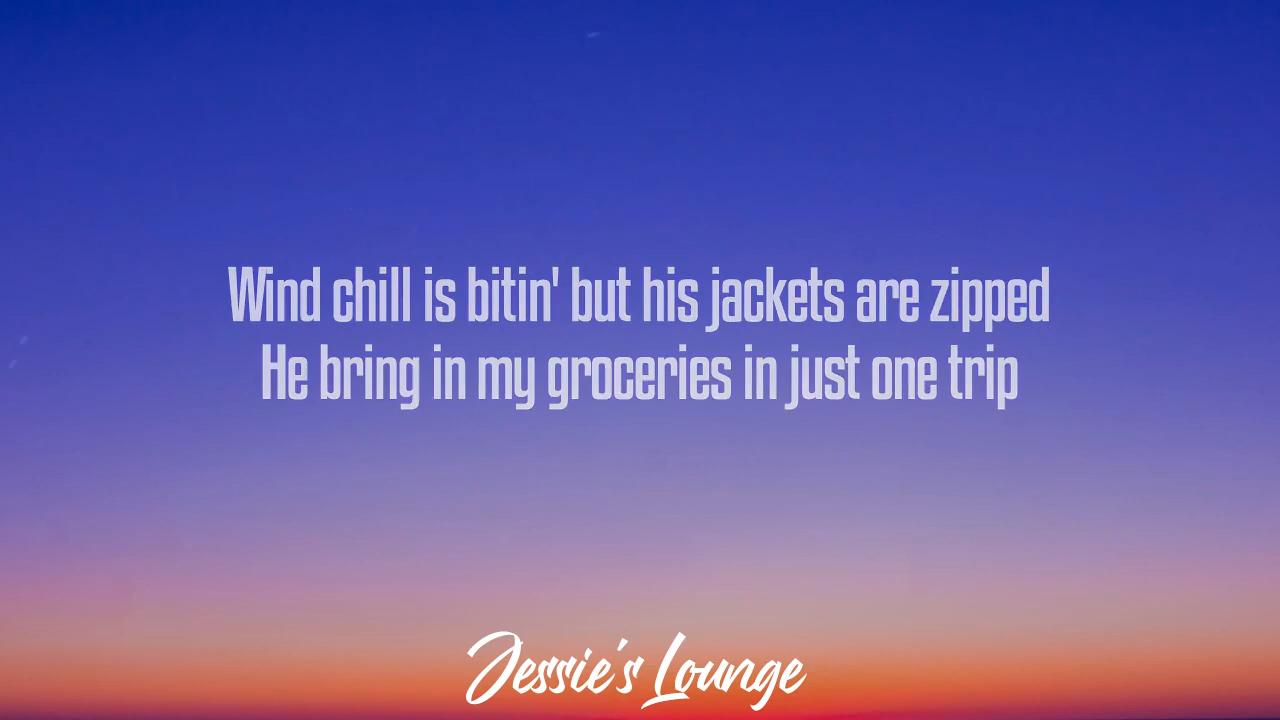 Wind chill is bitin' but his jackets are zipped
He bring in my groceries in just one trip
Jessie's Lounge